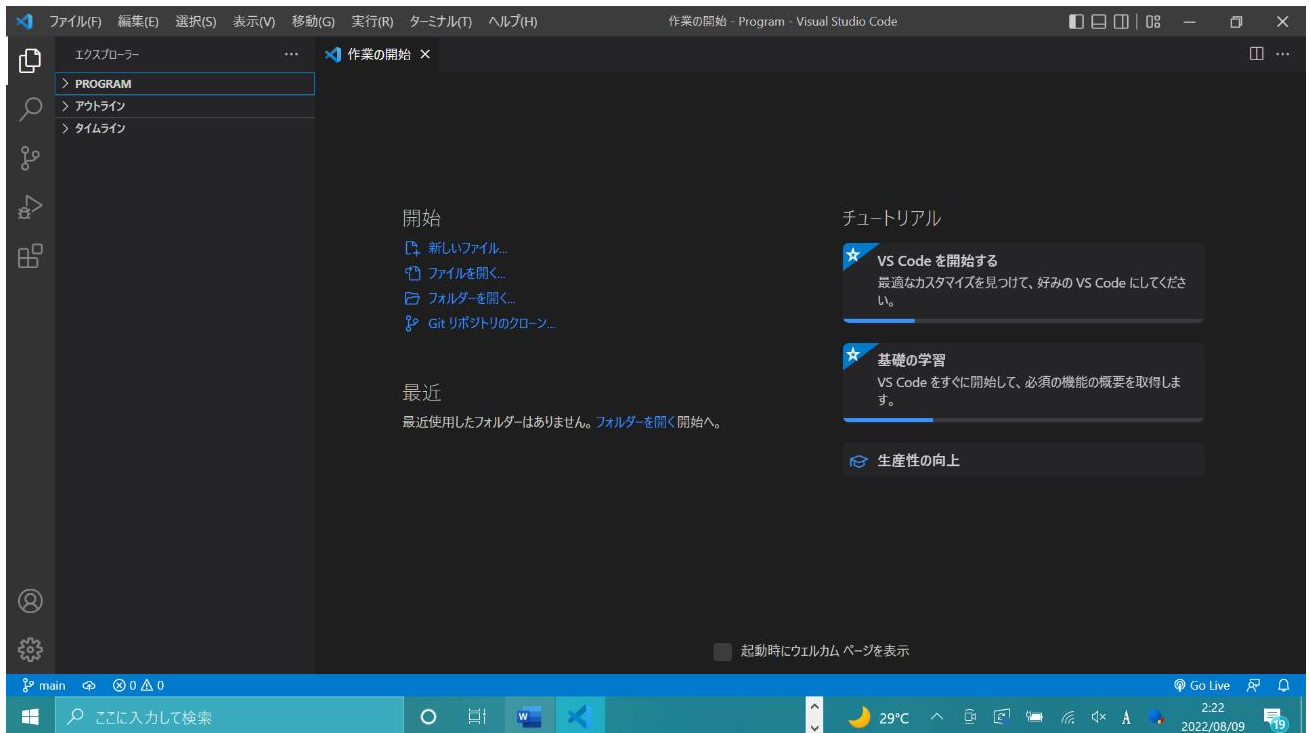 ファイル(F) 編集(E) 選択(S) 表示(V) 移動(G) 実行(R) ターミナル(T) ヘルプ(H) 作業の開始 - Program - Visual Studio Code
エクスプローラー ···
作業の開始
PROGRAM
アウトライン
タイムライン
開始
新しいファイル...
ファイルを開く...
フォルダーを開く...
Git リポジトリのクローン...
最近
最近使用したフォルダーはありません。フォルダーを開く開始へ。
チュートリアル
VS Code を開始する
最適なカスタマイズを見つけて、好みの VS Code にしてくださ
い。
基礎の学習
VS Code をすぐに開始して、必須の機能の概要を取得しま
す。
生産性の向上
起動時にウェルカム ページを表示
main 0 0 Go Live
ここに入力して検索
W
29°C
A
2:22
2022/08/09
19